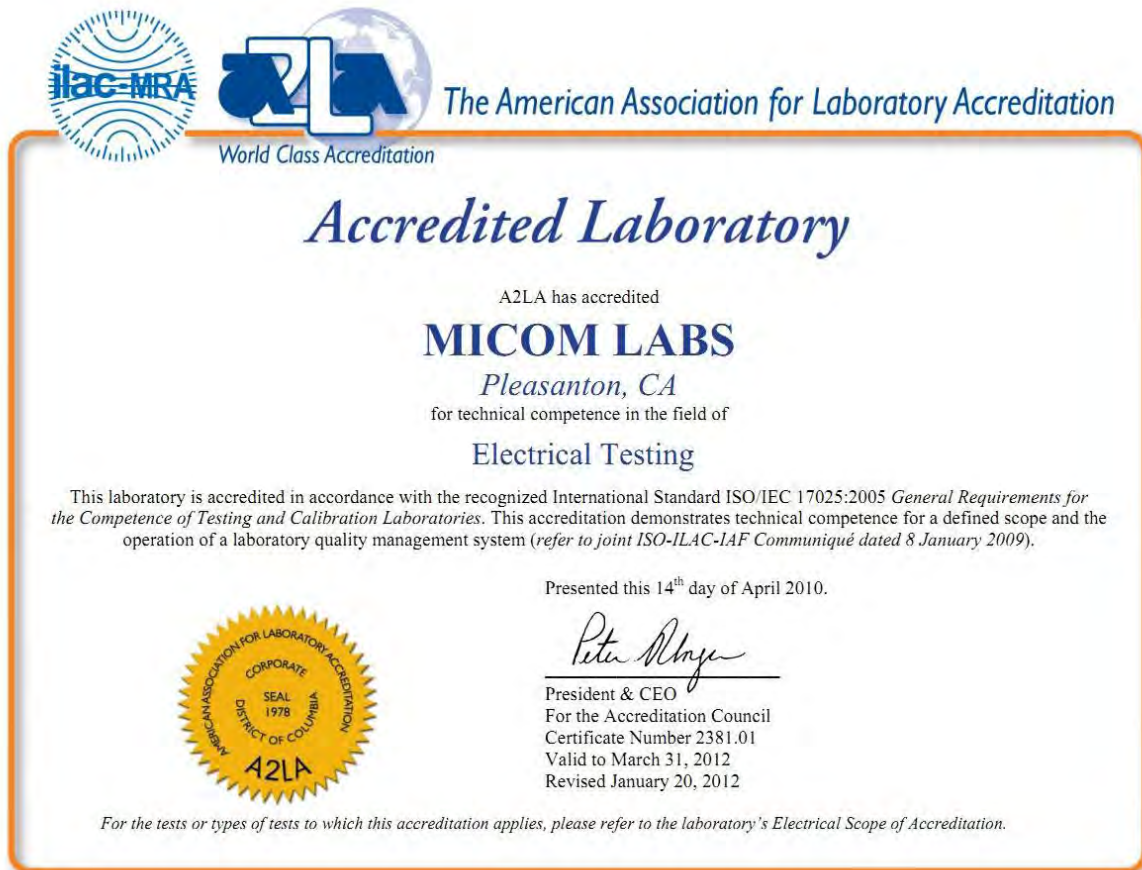 ilac-MRA
a2la
The American Association for Laboratory Accreditation
World Class Accreditation
Accredited Laboratory
A2LA has accredited
MICOM LABS
Pleasanton, CA
for technical competence in the field of
Electrical Testing
This laboratory is accredited in accordance with the recognized International Standard ISO/IEC 17025:2005 General Requirements for
the Competence of Testing and Calibration Laboratories. This accreditation demonstrates technical competence for a defined scope and the
operation of a laboratory quality management system (refer to joint ISO-ILAC-IAF Communiqué dated 8 January 2009).
Presented this 14th day of April 2010.
President & CEO
For the Accreditation Council
Certificate Number 2381.01
Valid to March 31, 2012
Revised January 20, 2012
AMERICAN ASSOCIATION FOR LABORATORY ACCREDITATION
CORPORATE
SEAL
1978
DISTRICT OF COLUMBIA
A2LA
For the tests or types of tests to which this accreditation applies, please refer to the laboratory's Electrical Scope of Accreditation.